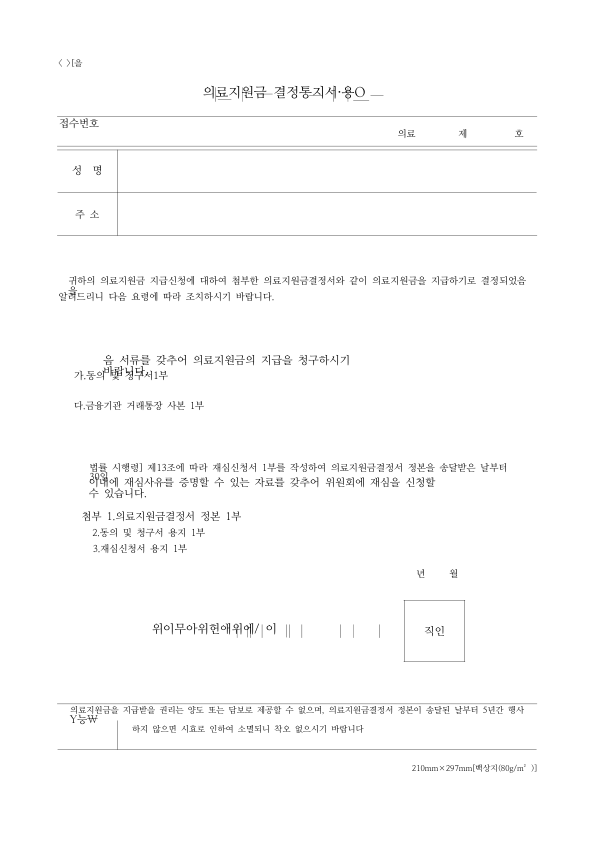 < >[을
의료지원금 결정통지서·용O
접수번호
의료 제 호
성 명
주 소
귀하의 의료지원금 지급신청에 대하여 첨부한 의료지원금결정서와 같이 의료지원금을 지급하기로 결정되었음
을
알려드리니 다음 요령에 따라 조치하시기 바랍니다.
음 서류를 갖추어 의료지원금의 지급을 청구하시기
바랍니다.
가.동의 및 청구서1부
다.금융기관 거래통장 사본 1부
법률 시행령] 제13조에 따라 재심신청서 1부를 작성하여 의료지원금결정서 정본을 송달받은 날부터
30일
이내에 재심사유를 증명할 수 있는 자료를 갖추어 위원회에 재심을 신청할
수 있습니다.
첨부 1.의료지원금결정서 정본 1부
2.동의 및 청구서 용지 1부
3.재심신청서 용지 1부
년 월
위이무아위헌애위에/ 이
직인
의료지원금을 지급받을 권리는 양도 또는 담보로 제공할 수 없으며, 의료지원금결정서 정본이 송달된 날부터 5년간 행사
Y능₩
하지 않으면 시효로 인하여 소멸되니 착오 없으시기 바랍니다
210mm×297mm[백상지(80g/m² )]